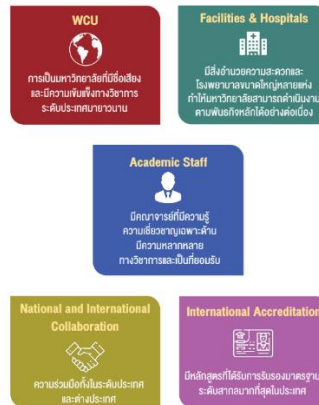 WCU
การเป็นมหาวิทยาลัยที่มีชื่อเสียง
และมีความเข้มแข็งทางวิชาการ
ระดับประเทศมายาวนาน
Facilities & Hospitals
มีสิ่งอำนวยความสะดวกและ
โรงพยาบาลขนาดใหญ่หลายแห่ง
ทำให้มหาวิทยาลัยสามารถดำเนินงาน
ตามพันธกิจหลักได้อย่างต่อเนื่อง
Academic Staff
มีคณาจารย์ที่มีความรู้
ความเชี่ยวชาญเฉพาะด้าน
มีความหลากหลาย
ทางวิชาการและเป็นที่ยอมรับ
National and International
Collaboration
ความร่วมมือทั้งในระดับประเทศ
และต่างประเทศ
International Accreditation
มีหลักสูตรที่ได้รับการรับรองมาตรฐาน
ระดับสากลมากที่สุดในประเทศ